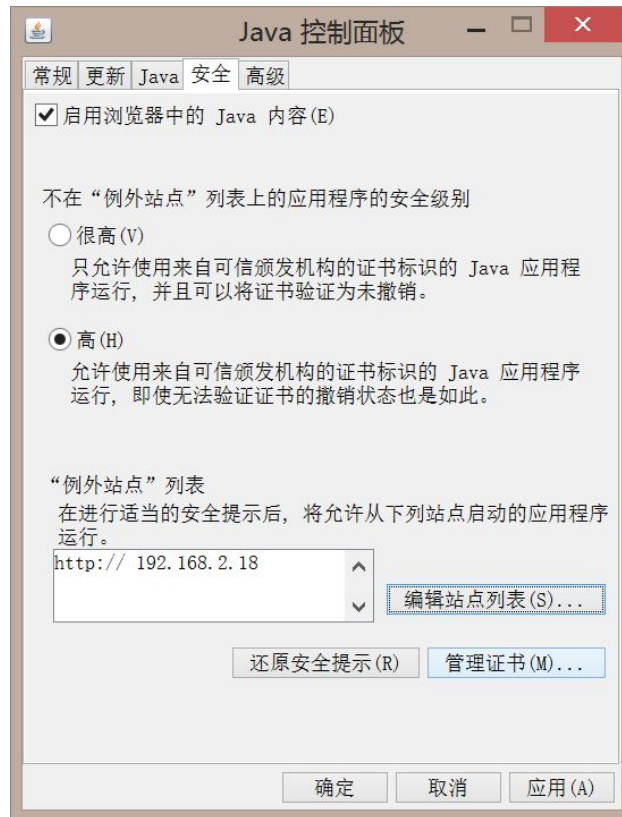 Java 控制面板
常规 更新 Java 安全 高级
启用浏览器中的 Java 内容(E)
不在“例外站点”列表上的应用程序的安全级别
很高(V)
只允许使用来自可信颁发机构的证书标识的 Java 应用程
序运行, 并且可以将证书验证为未撤销。
高(H)
允许使用来自可信颁发机构的证书标识的 Java 应用程序
运行, 即使无法验证证书的撤销状态也是如此。
“例外站点”列表
在进行适当的安全提示后, 将允许从下列站点启动的应用程序
运行。
http:// 192.168.2.18
编辑站点列表(S)...
还原安全提示(R) 管理证书(M)...
确定 取消 应用(A)